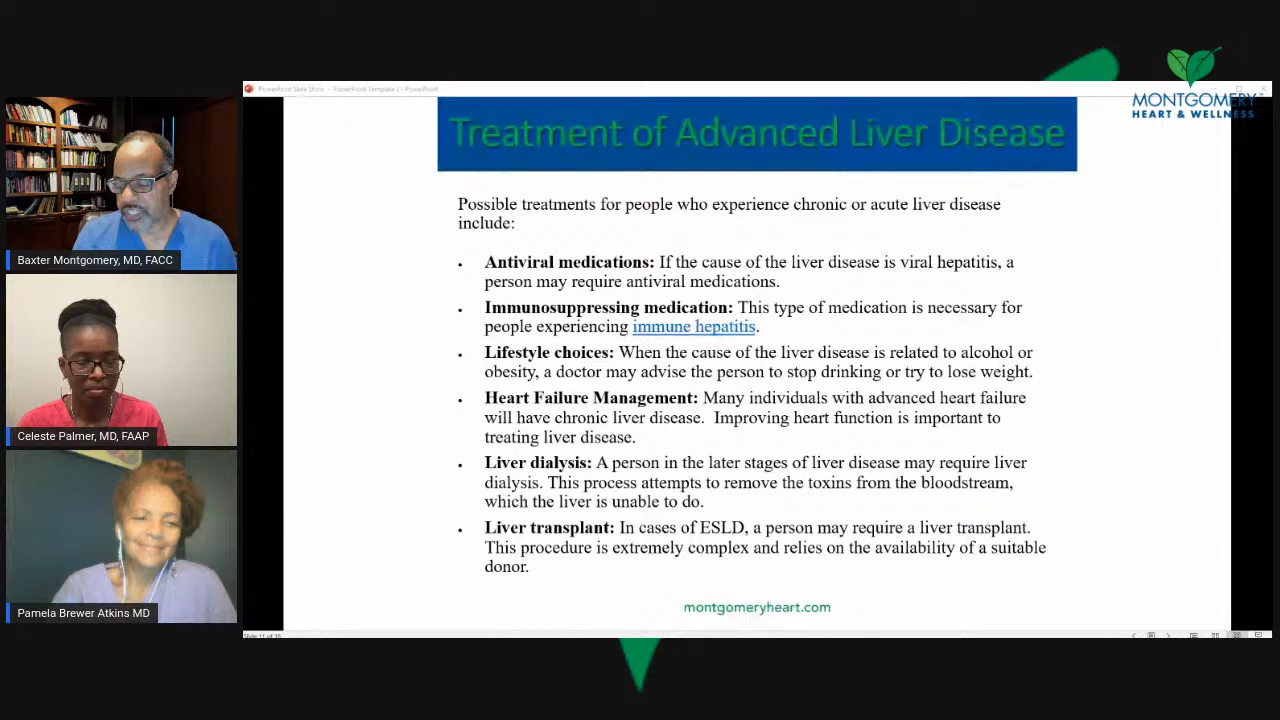 MONTGOMERY
HEART & WELLNESS
PowerPoint Slide Show - PowerPoint-Template-2 - PowerPoint
Treatment of Advanced Liver Disease
Possible treatments for people who experience chronic or acute liver disease
include:
• Antiviral medications: If the cause of the liver disease is viral hepatitis, a
person may require antiviral medications.
• Immunosuppressing medication: This type of medication is necessary for
people experiencing immune hepatitis.
• Lifestyle choices: When the cause of the liver disease is related to alcohol or
obesity, a doctor may advise the person to stop drinking or try to lose weight.
• Heart Failure Management: Many individuals with advanced heart failure
will have chronic liver disease.  Improving heart function is important to
treating liver disease.
• Liver dialysis: A person in the later stages of liver disease may require liver
dialysis. This process attempts to remove the toxins from the bloodstream,
which the liver is unable to do.
• Liver transplant: In cases of ESLD, a person may require a liver transplant.
This procedure is extremely complex and relies on the availability of a suitable
donor.
montgomeryheart.com
Baxter Montgomery, MD, FACC
Celeste Palmer, MD, FAAP
Pamela Brewer Atkins MD